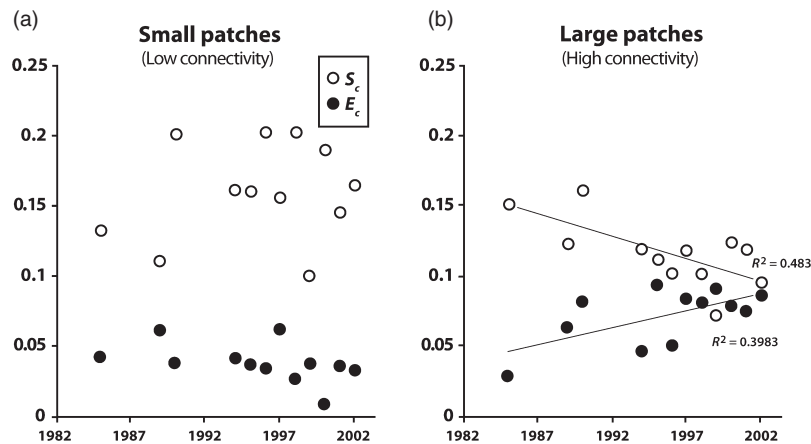 (a)
Small patches
(Low connectivity)
0.25
0.2
0.15
0.1
0.05
0
1982 1987 1992 1997 2002
Sc
Ec
(b)
Large patches
(High connectivity)
0.25
0.2
0.15
0.1
0.05
0
1982 1987 1992 1997 2002
R² = 0.483
R² = 0.3983